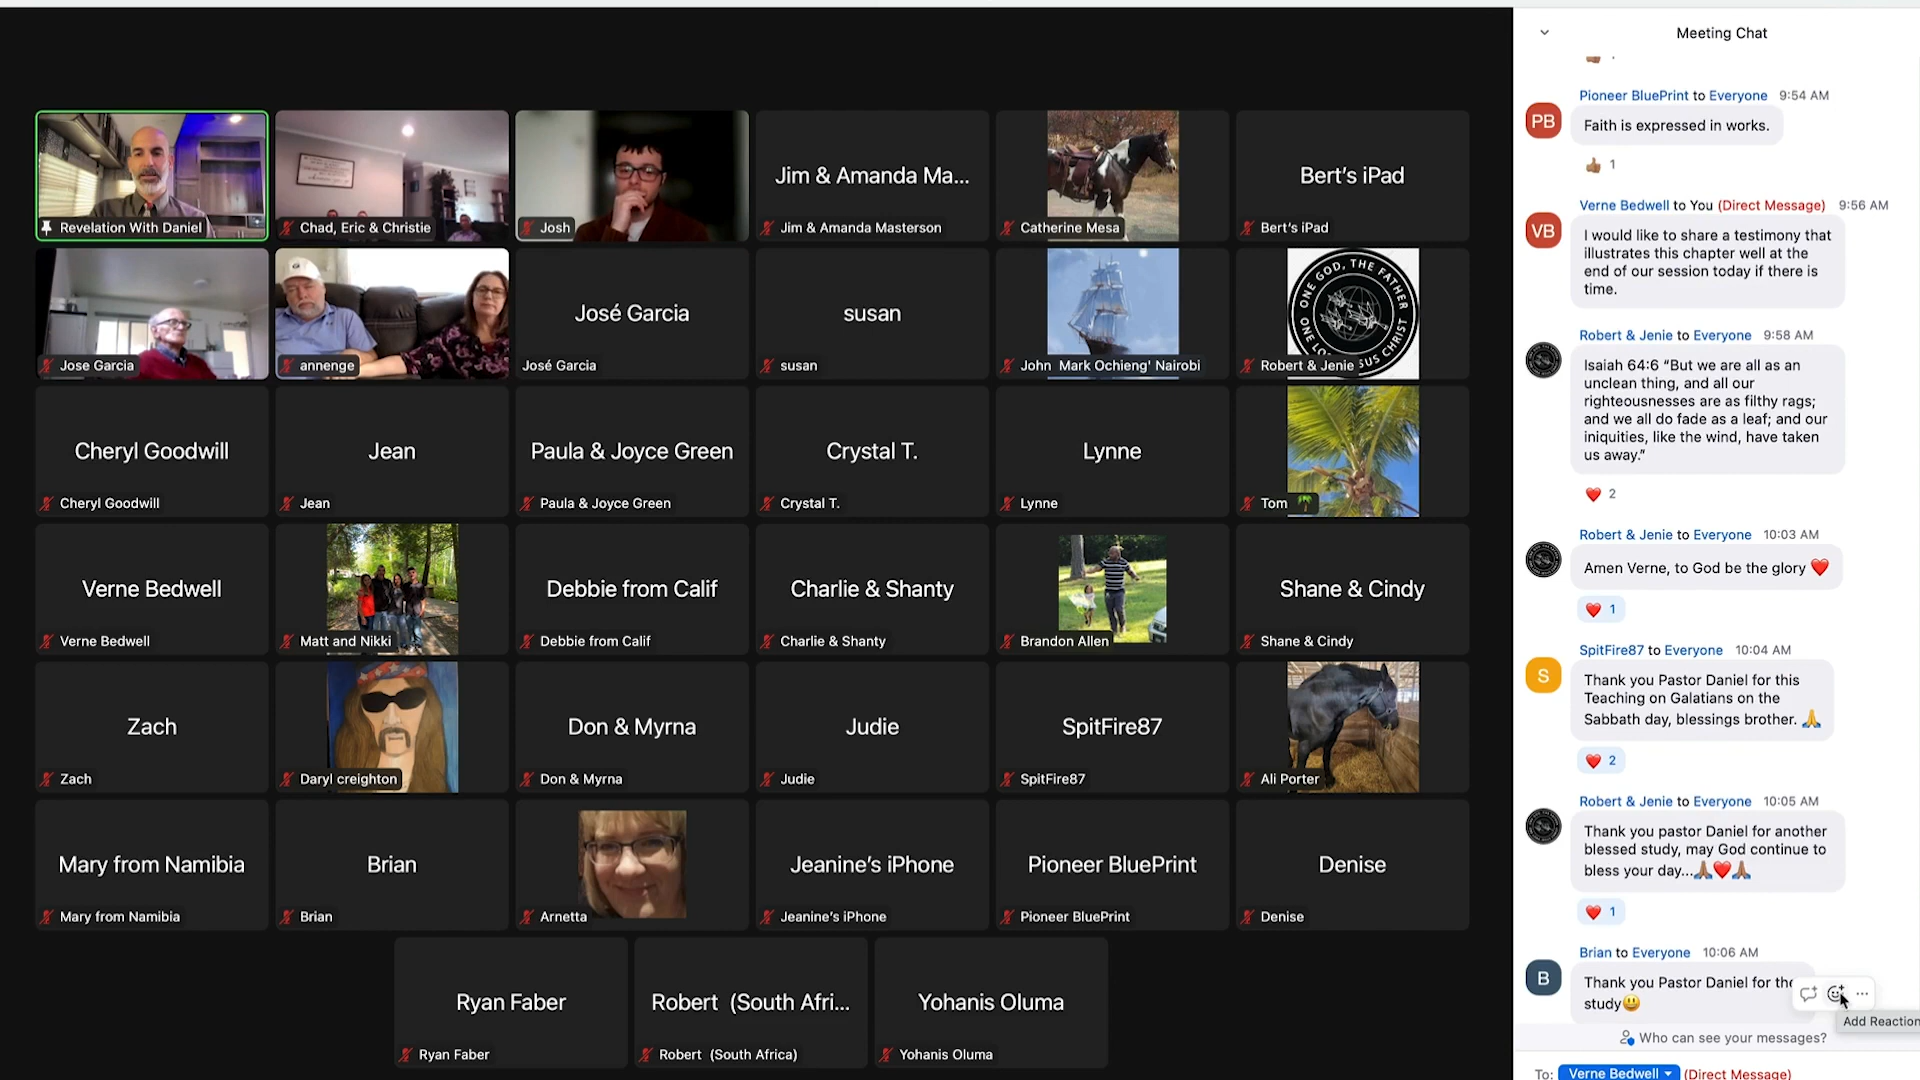 Revelation With Daniel
Chad, Eric & Christie
Josh
Jim & Amanda Ma...
Jim & Amanda Masterson
Catherine Mesa
Bert's iPad
Bert's iPad
Jose Garcia
annenge
José Garcia
José Garcia
susan
susan
John Mark Ochieng' Nairobi
ONE GOD, THE FATHER
ONE LO SUS CHRIST
Robert & Jenie
Cheryl Goodwill
Cheryl Goodwill
Jean
Jean
Paula & Joyce Green
Paula & Joyce Green
Crystal T.
Crystal T.
Lynne
Lynne
Tom 🌴
Verne Bedwell
Verne Bedwell
Matt and Nikki
Debbie from Calif
Debbie from Calif
Charlie & Shanty
Charlie & Shanty
Brandon Allen
Shane & Cindy
Shane & Cindy
Zach
Zach
Daryl creighton
Don & Myrna
Don & Myrna
Judie
Judie
SpitFire87
SpitFire87
Ali Porter
Mary from Namibia
Mary from Namibia
Brian
Brian
Arnetta
Jeanine's iPhone
Jeanine's iPhone
Pioneer BluePrint
Pioneer BluePrint
Denise
Denise
Ryan Faber
Ryan Faber
Robert (South Afri...
Robert (South Africa)
Yohanis Oluma
Yohanis Oluma
Meeting Chat
Pioneer BluePrint to Everyone 9:54 AM
PB
Faith is expressed in works.
👍🏽 1
Verne Bedwell to You (Direct Message) 9:56 AM
VB
I would like to share a testimony that
illustrates this chapter well at the
end of our session today if there is
time.
Robert & Jenie to Everyone 9:58 AM
Isaiah 64:6 “But we are all as an
unclean thing, and all our
righteousnesses are as filthy rags;
and we all do fade as a leaf; and our
iniquities, like the wind, have taken
us away.”
❤️ 2
Robert & Jenie to Everyone 10:03 AM
Amen Verne, to God be the glory ❤️
❤️ 1
SpitFire87 to Everyone 10:04 AM
S
Thank you Pastor Daniel for this
Teaching on Galatians on the
Sabbath day, blessings brother. 🙏
❤️ 2
Robert & Jenie to Everyone 10:05 AM
Thank you pastor Daniel for another
blessed study, may God continue to
bless your day...🙏🏽❤️🙏🏽
❤️ 1
Brian to Everyone 10:06 AM
B
Thank you Pastor Daniel for the
study😃
Add Reaction
Who can see your messages?
To: Verne Bedwell (Direct Message)